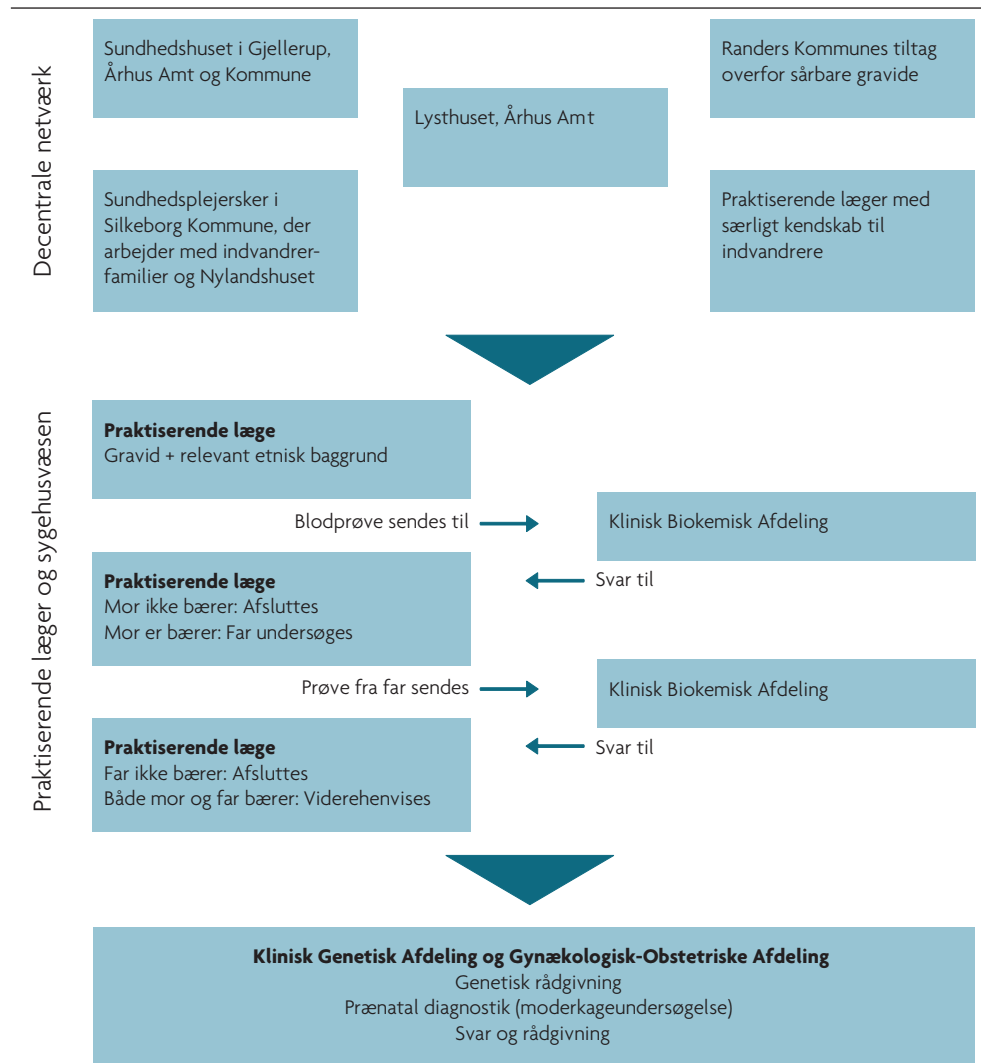 Decentrale netværk
Sundhedshuset i Gjellerup,
Århus Amt og Kommune
Lysthuset, Århus Amt
Randers Kommunes tiltag
overfor sårbare gravide
Sundhedsplejersker i
Silkeborg Kommune, der
arbejder med indvandrer-
familier og Nylandshuset
Praktiserende læger med
særligt kendskab til
indvandrere
Praktiserende læger og sygehusvæsen
Praktiserende læge
Gravid + relevant etnisk baggrund
Blodprøve sendes til
Klinisk Biokemisk Afdeling
Svar til
Praktiserende læge
Mor ikke bærer: Afsluttes
Mor er bærer: Far undersøges
Prøve fra far sendes
Klinisk Biokemisk Afdeling
Svar til
Praktiserende læge
Far ikke bærer: Afsluttes
Både mor og far bærer: Viderehenvises
Klinisk Genetisk Afdeling og Gynækologisk-Obstetriske Afdeling
Genetisk rådgivning
Prænatal diagnostik (moderkageundersøgelse)
Svar og rådgivning